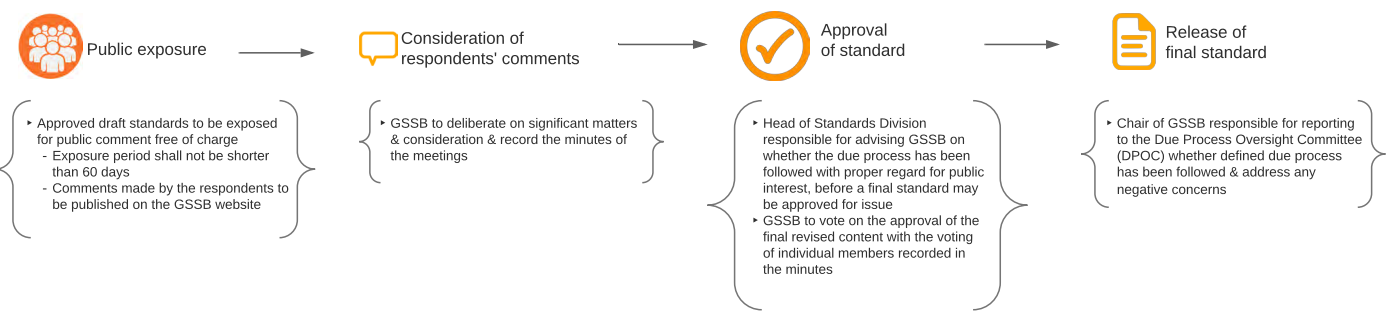 Public exposure
Consideration of
respondents' comments
Approval
of standard
Release of
final standard
‣ Approved draft standards to be exposed
for public comment free of charge
- Exposure period shall not be shorter
than 60 days
- Comments made by the respondents to
be published on the GSSB website
‣ GSSB to deliberate on significant matters
& consideration & record the minutes of
the meetings
‣ Head of Standards Division
responsible for advising GSSB on
whether the due process has been
followed with proper regard for public
interest, before a final standard may
be approved for issue
‣ GSSB to vote on the approval of the
final revised content with the voting
of individual members recorded in
the minutes
‣ Chair of GSSB responsible for reporting
to the Due Process Oversight Committee
(DPOC) whether defined due process
has been followed & address any
negative concerns